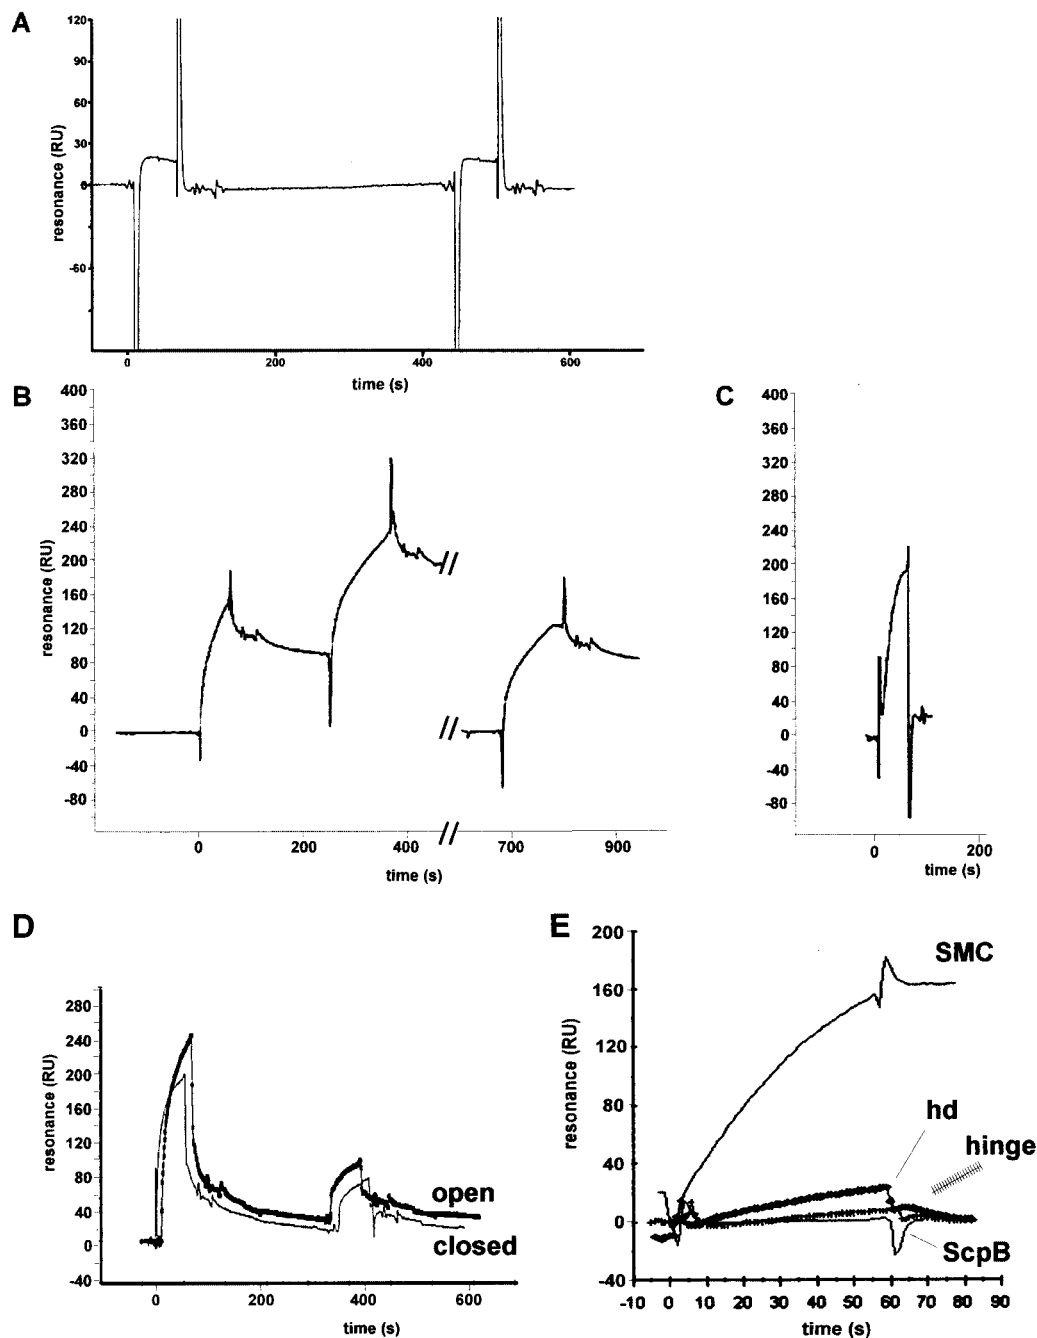 A
120
90
60
30
0
-60
resonance (RU)
0 200 400 600
time (s)
B
400
360
320
280
240
200
160
120
80
40
0
-40
-80
resonance (RU)
0 200 400 700 900
time (s)
C
400
360
320
280
240
200
160
120
80
40
0
-40
-80
0 200
time (s)
D
280
240
200
160
120
80
40
0
-40
resonance (RU)
open
closed
0 200 400 600
time (s)
E
200
160
120
80
40
0
-40
resonance (RU)
SMC
hd
hinge
ScpB
-10 0 10 20 30 40 50 60 70 80 90
time (s)